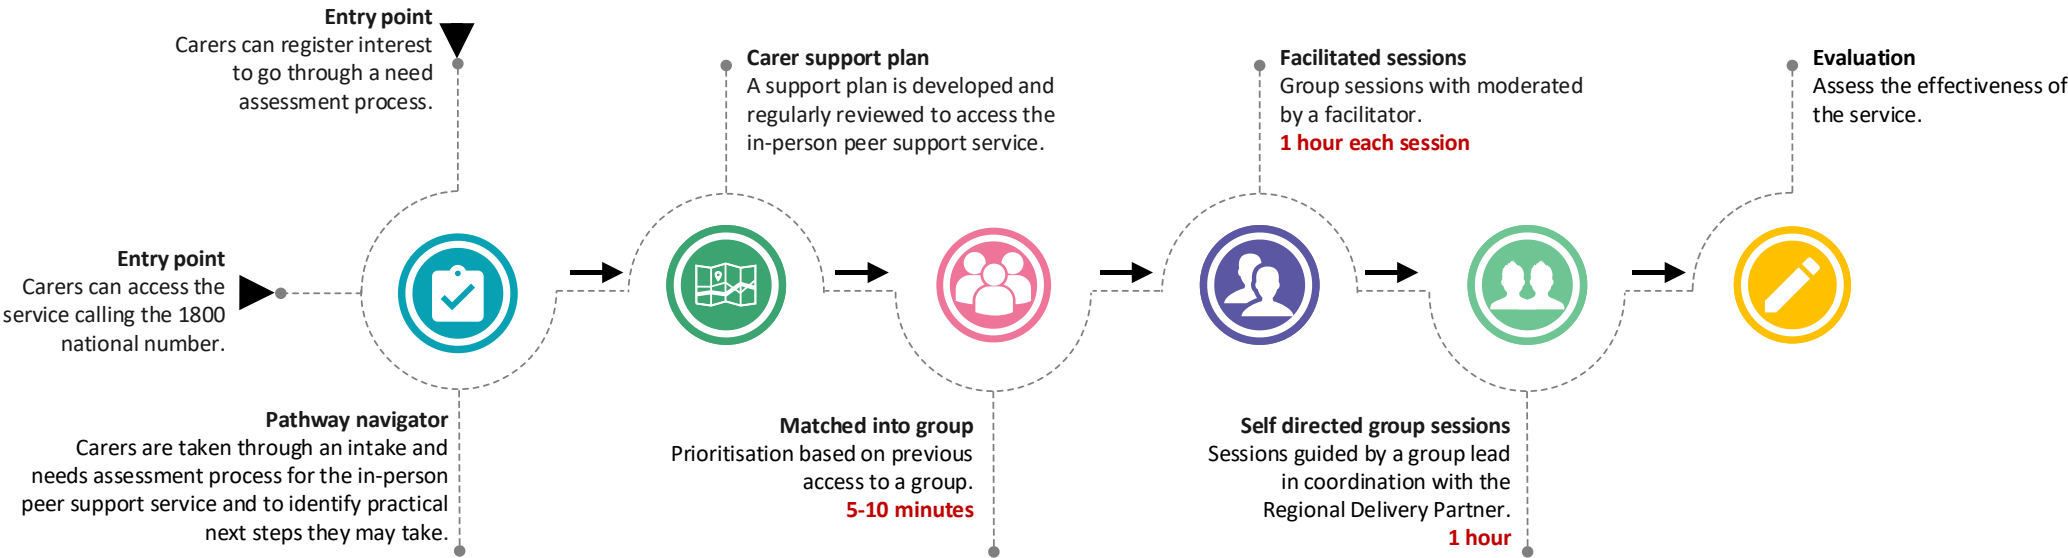 Entry point
Carers can register interest
to go through a need
assessment process.
Entry point
Carers can access the
service calling the 1800
national number.
Pathway navigator
Carers are taken through an intake and
needs assessment process for the in-person
peer support service and to identify practical
next steps they may take.
Carer support plan
A support plan is developed and
regularly reviewed to access the
in-person peer support service.
Matched into group
Prioritisation based on previous
access to a group.
5-10 minutes
Facilitated sessions
Group sessions with moderated
by a facilitator.
1 hour each session
Self directed group sessions
Sessions guided by a group lead
in coordination with the
Regional Delivery Partner.
1 hour
Evaluation
Assess the effectiveness of
the service.